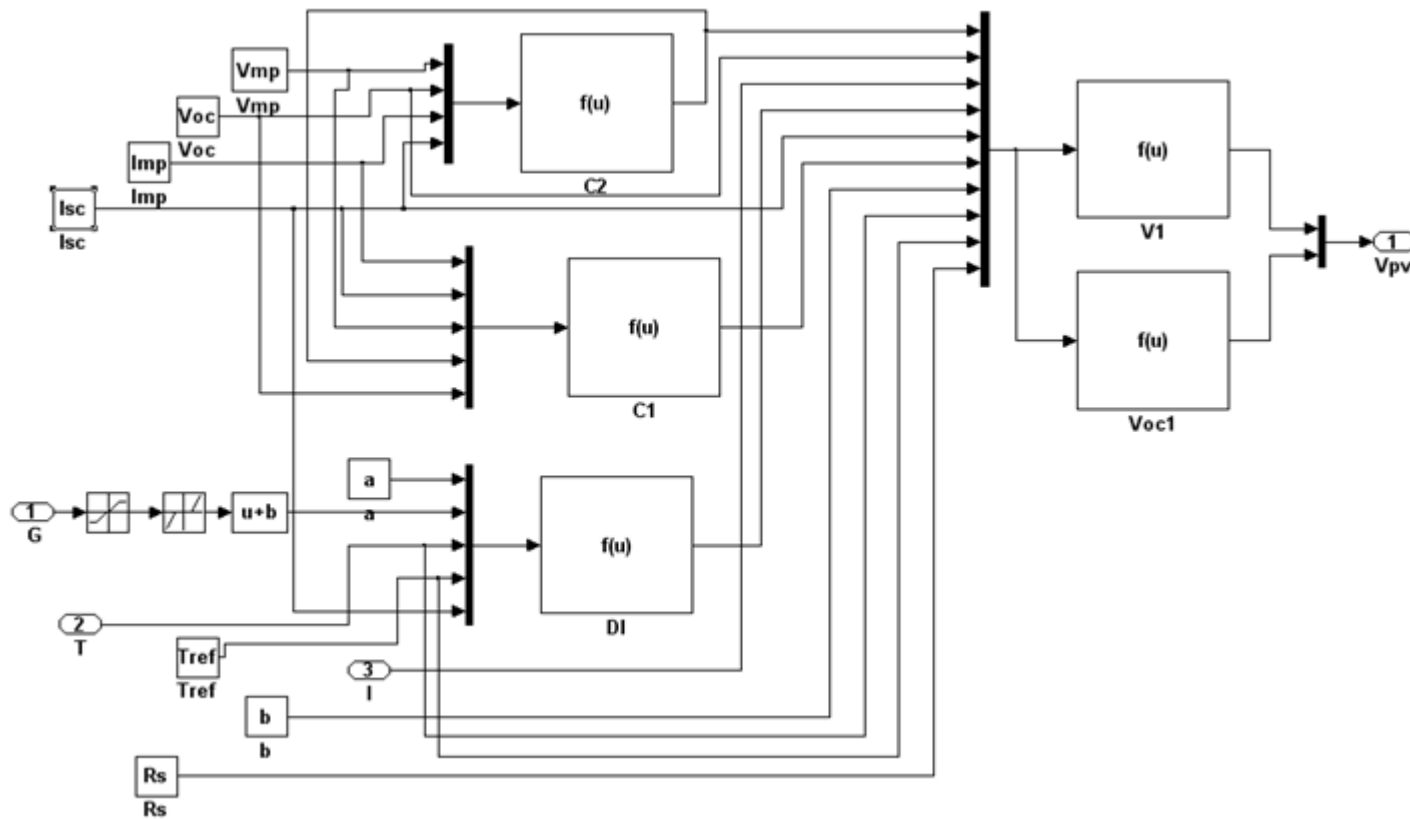 Vmp
Vmp
Voc
Voc
Imp
Imp
Isc
Isc
f(u)
C2
f(u)
C1
f(u)
V1
f(u)
Voc1
1
Vpv
a
a
1
G
u+b
f(u)
DI
2
T
Tref
Tref
3
I
b
b
Rs
Rs